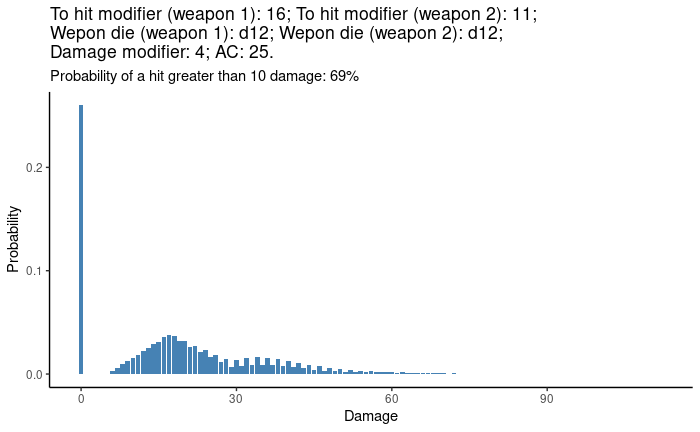 To hit modifier (weapon 1): 16; To hit modifier (weapon 2): 11;
Wepon die (weapon 1): d12; Wepon die (weapon 2): d12;
Damage modifier: 4; AC: 25.
Probability of a hit greater than 10 damage: 69%
0.2
0.1
0.0
Probability
0
30
60
90
Damage